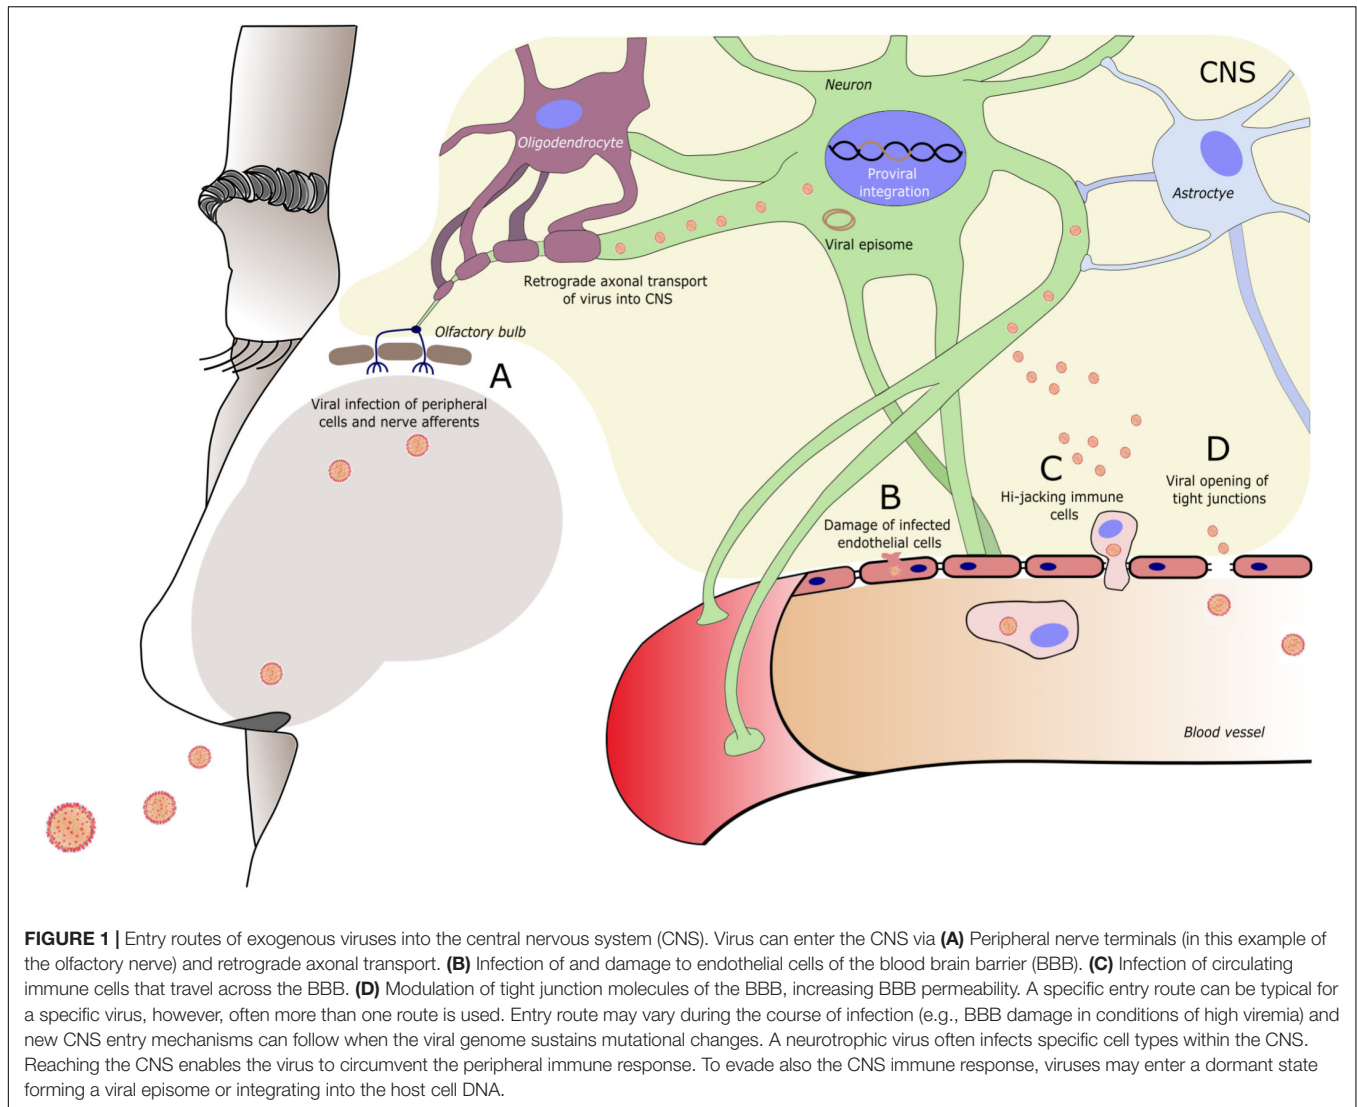 CNS
Neuron
Oligodendrocyte
Proviral
integration
Astroctye
Viral episome
Retrograde axonal transport
of virus into CNS
Olfactory bulb
A
Viral infection of peripheral
cells and nerve afferents
B
Damage of infected
endothelial cells
C
Hi-jacking immune
cells
D
Viral opening of
tight junctions
Blood vessel
FIGURE 1 | Entry routes of exogenous viruses into the central nervous system (CNS). Virus can enter the CNS via (A) Peripheral nerve terminals (in this example of
the olfactory nerve) and retrograde axonal transport. (B) Infection of and damage to endothelial cells of the blood brain barrier (BBB). (C) Infection of circulating
immune cells that travel across the BBB. (D) Modulation of tight junction molecules of the BBB, increasing BBB permeability. A specific entry route can be typical for
a specific virus, however, often more than one route is used. Entry route may vary during the course of infection (e.g., BBB damage in conditions of high viremia) and
new CNS entry mechanisms can follow when the viral genome sustains mutational changes. A neurotrophic virus often infects specific cell types within the CNS.
Reaching the CNS enables the virus to circumvent the peripheral immune response. To evade also the CNS immune response, viruses may enter a dormant state
forming a viral episome or integrating into the host cell DNA.